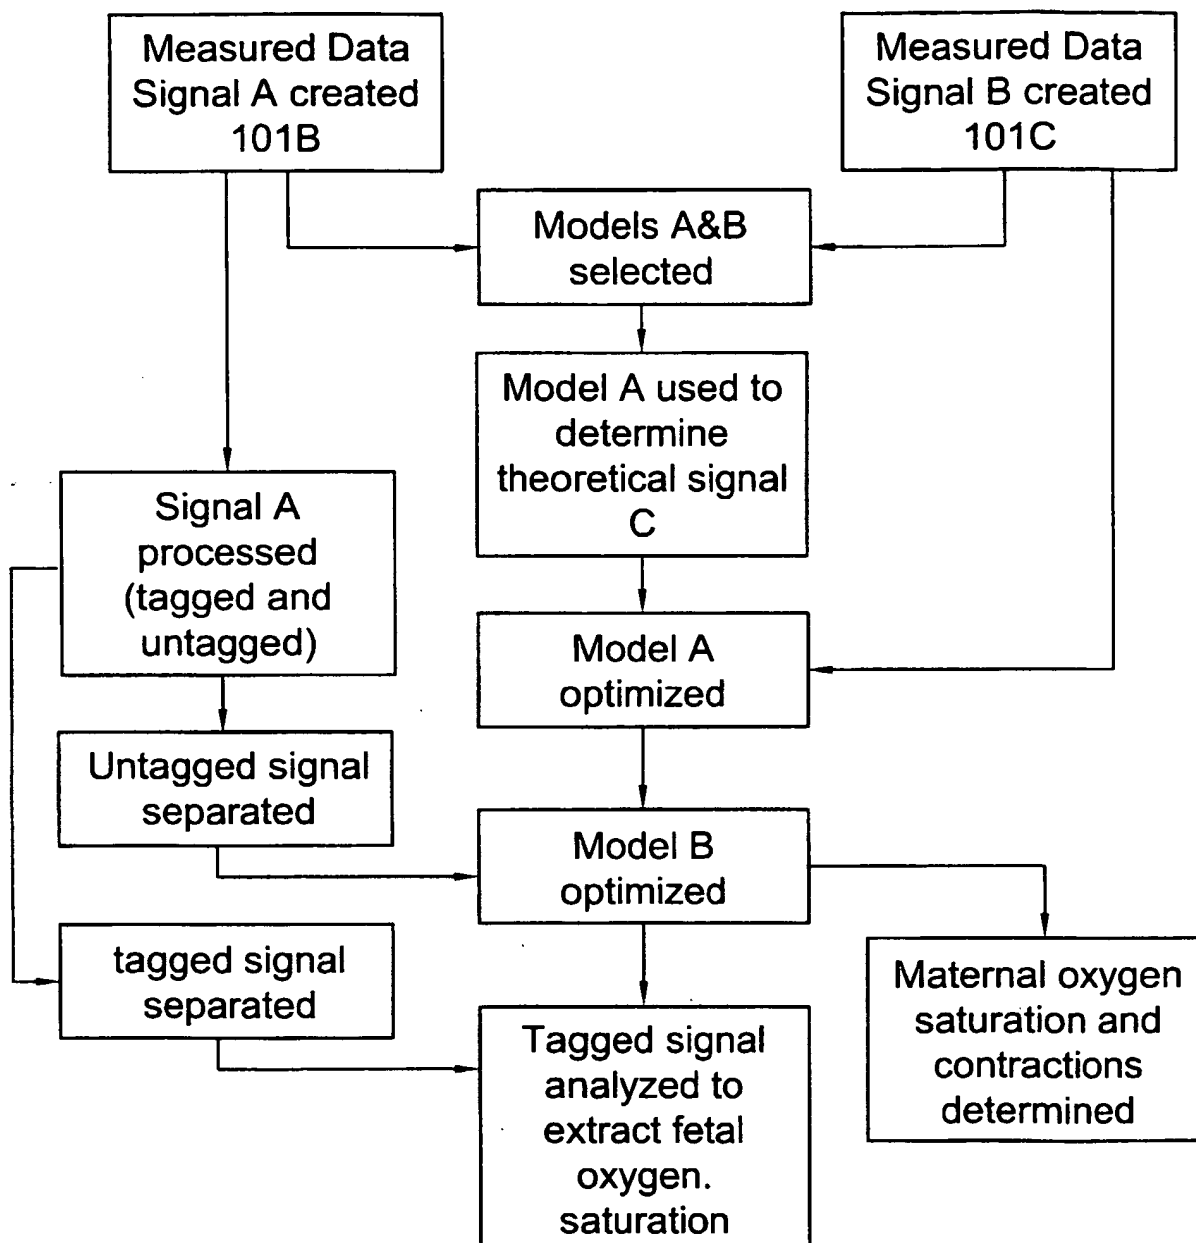 Measured Data
Signal A created
101B
Measured Data
Signal B created
101C
Models A&B
selected
Model A used to
determine
theoretical signal
C
Signal A
processed
(tagged and
untagged)
Model A
optimized
Untagged signal
separated
Model B
optimized
tagged signal
separated
Maternal oxygen
saturation and
contractions
determined
Tagged signal
analyzed to
extract fetal
oxygen.
saturation